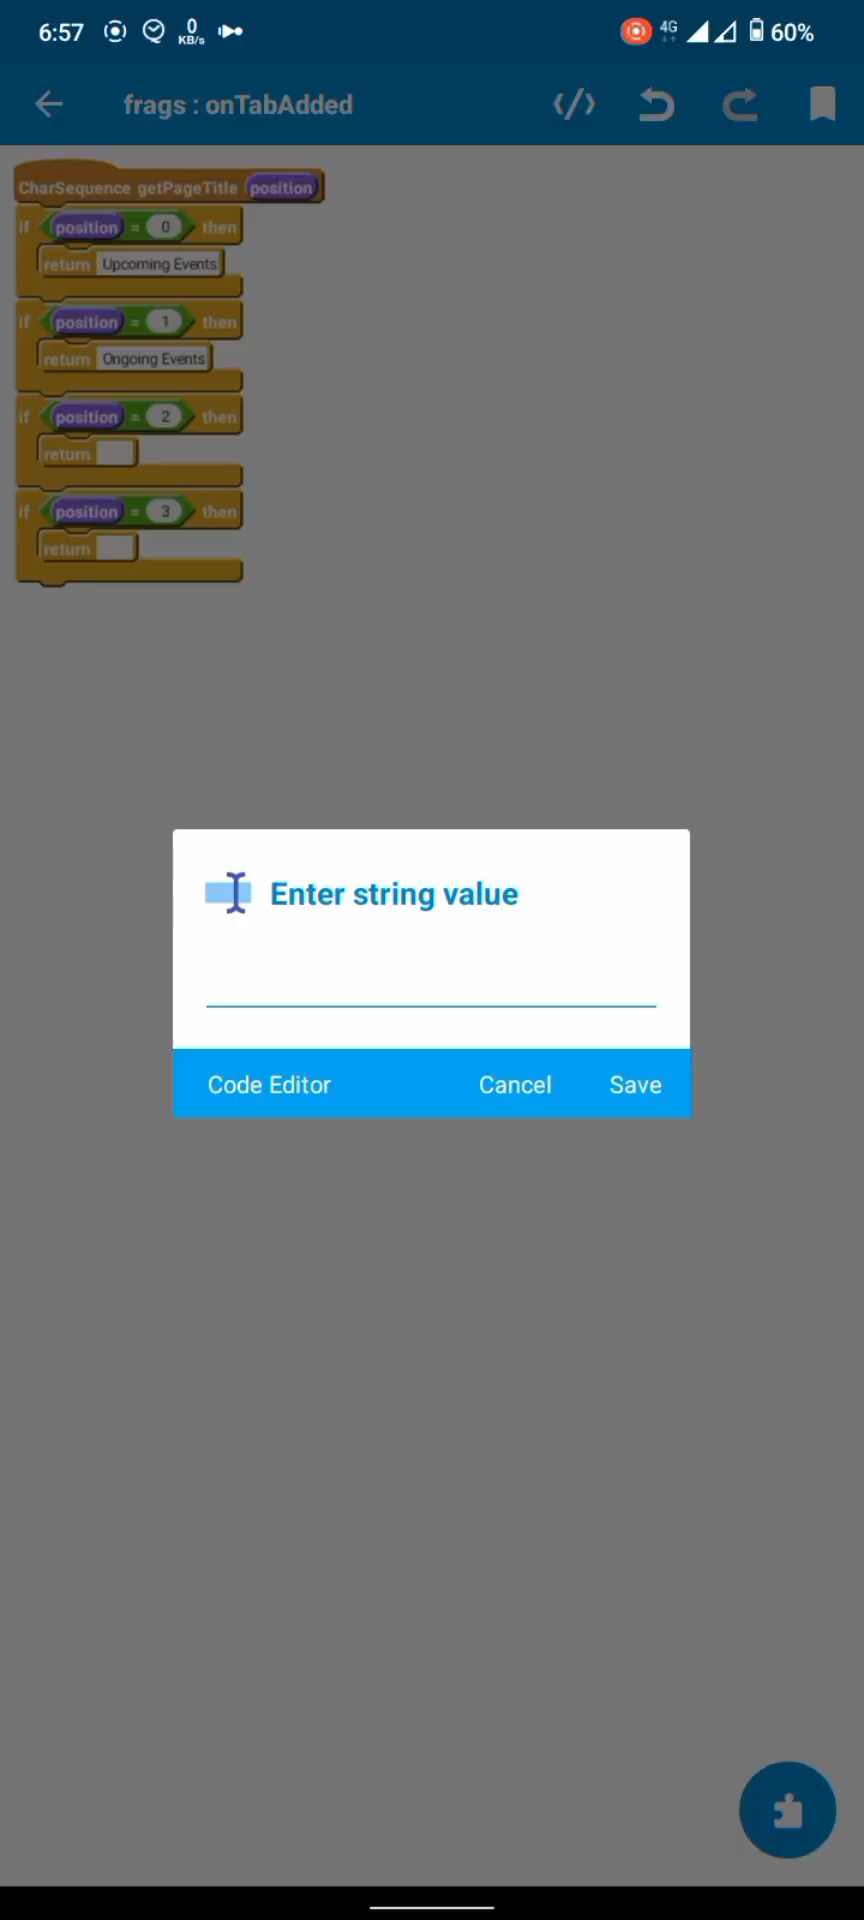 6:57 0 KB/s 4G 60%
frags : onTabAdded
CharSequence getPageTitle position
if position = 0 then
return Upcoming Events
if position = 1 then
return Ongoing Events
if position = 2 then
return
if position = 3 then
return
Enter string value
Code Editor Cancel Save